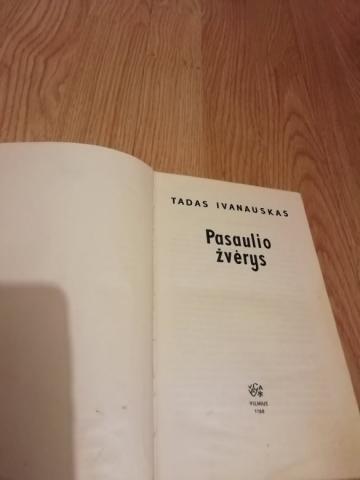 TADAS IVANAUSKAS
Pasaulio
žvėrys
VILNIUS